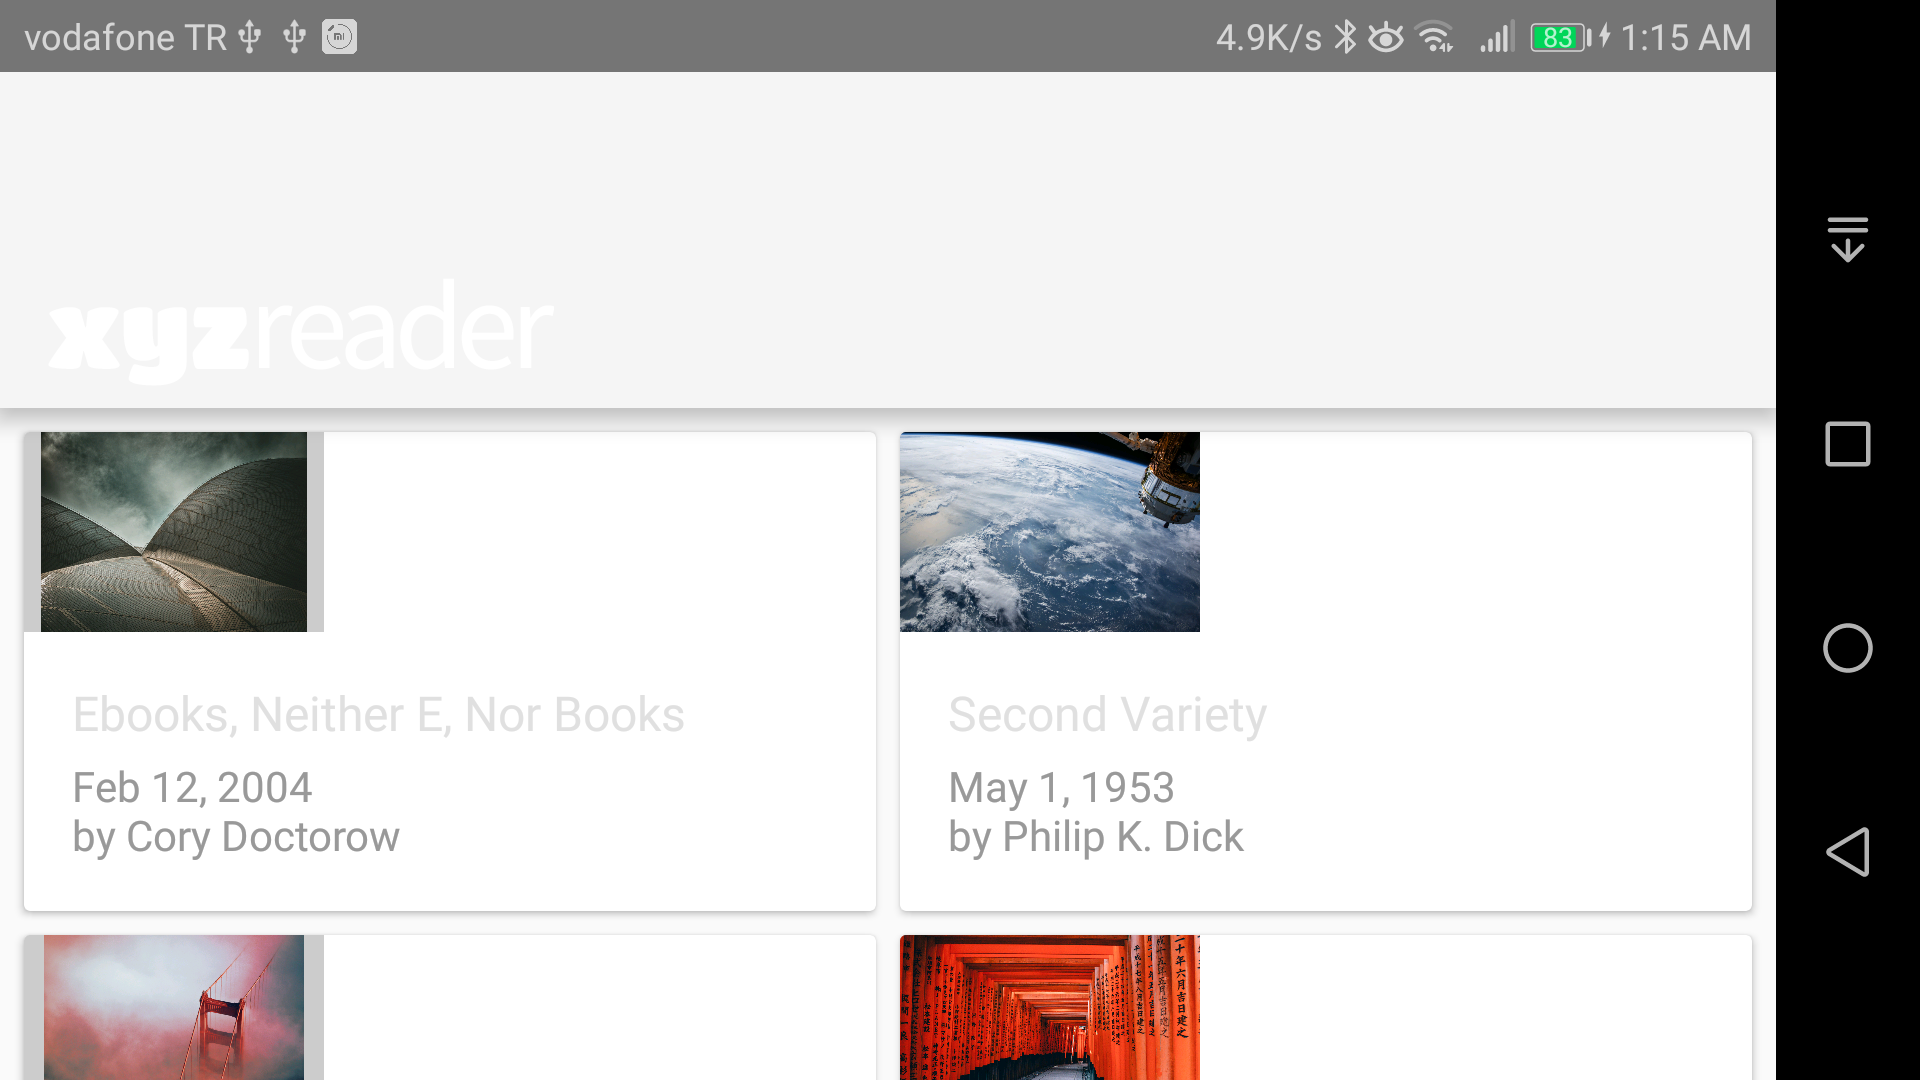 vodafone TR
4.9K/s 83 1:15 AM
xyzreader
Ebooks, Neither E, Nor Books
Feb 12, 2004
by Cory Doctorow
Second Variety
May 1, 1953
by Philip K. Dick